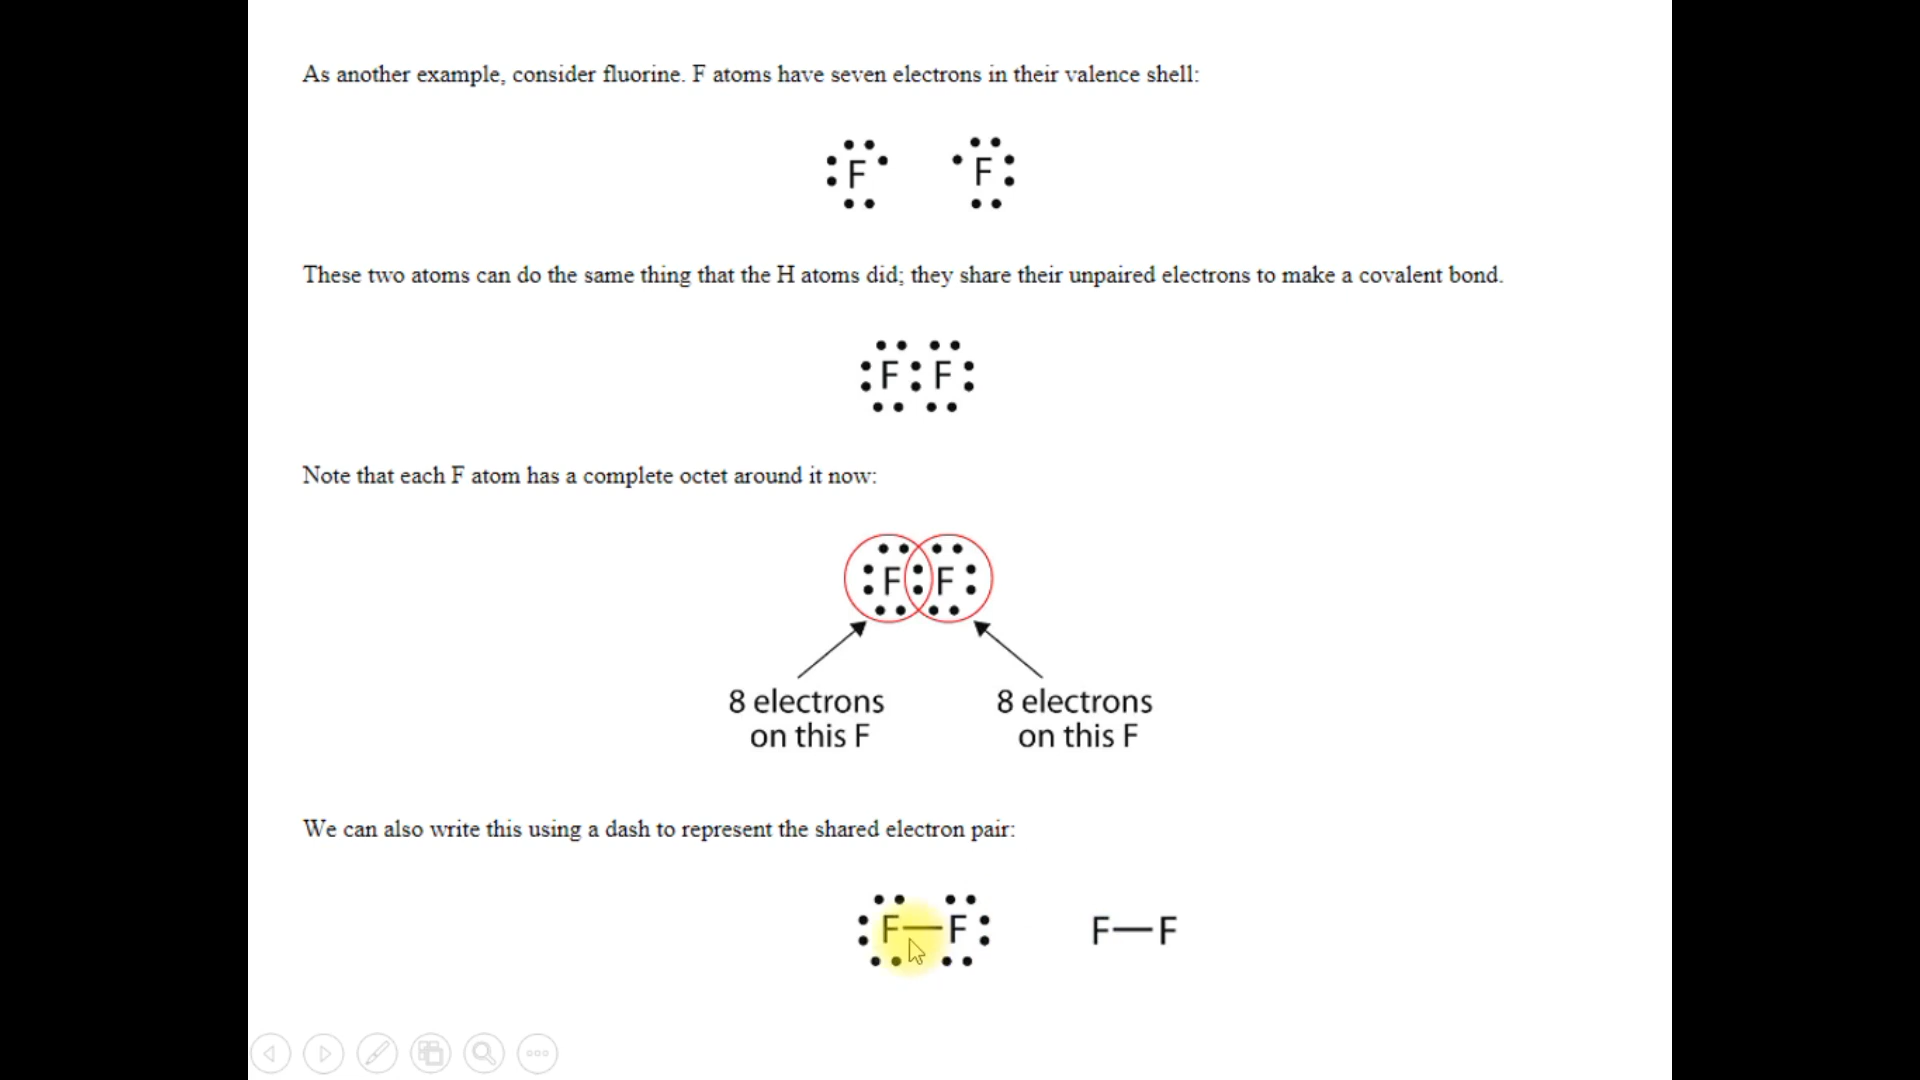 As another example, consider fluorine. F atoms have seven electrons in their valence shell:
F F
These two atoms can do the same thing that the H atoms did; they share their unpaired electrons to make a covalent bond.
F F
Note that each F atom has a complete octet around it now:
F F
8 electrons
on this F
8 electrons
on this F
We can also write this using a dash to represent the shared electron pair:
F—F F—F